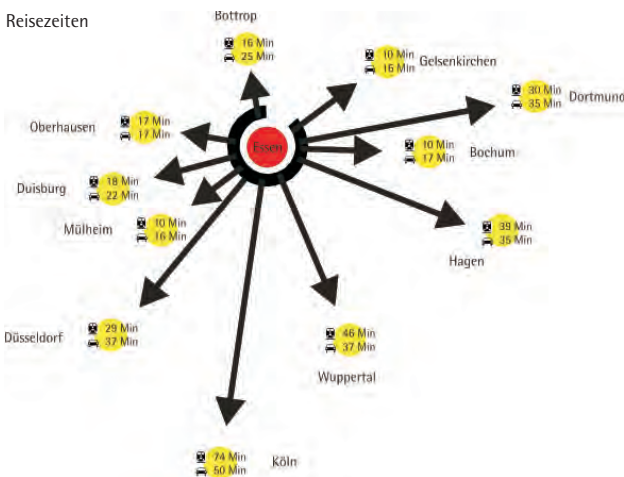 Reisezeiten
Bottrop
16 Min
25 Min
10 Min
16 Min
Gelsenkirchen
30 Min
35 Min
Dortmund
Oberhausen
17 Min
17 Min
Essen
10 Min
17 Min
Bochum
Duisburg
18 Min
22 Min
Mülheim
10 Min
16 Min
39 Min
35 Min
Hagen
Düsseldorf
29 Min
37 Min
46 Min
37 Min
Wuppertal
74 Min
50 Min
Köln